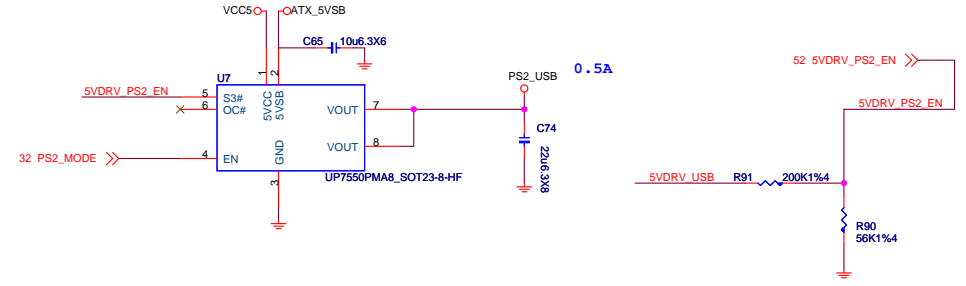 VCC5
ATX_5VSB
C65 10u6.3X6
U7
1
2
5VDRV_PS2_EN
5
S3#
5VCC
5VSB
6
OC#
VOUT
7
32 PS2_MODE
4
EN
GND
VOUT
8
3
UP7550PMA8_SOT23-8-HF
PS2_USB
0.5A
C74
22u6.3X8
52 5VDRV_PS2_EN
5VDRV_PS2_EN
5VDRV_USB
R91
200K1%4
R90
56K1%4